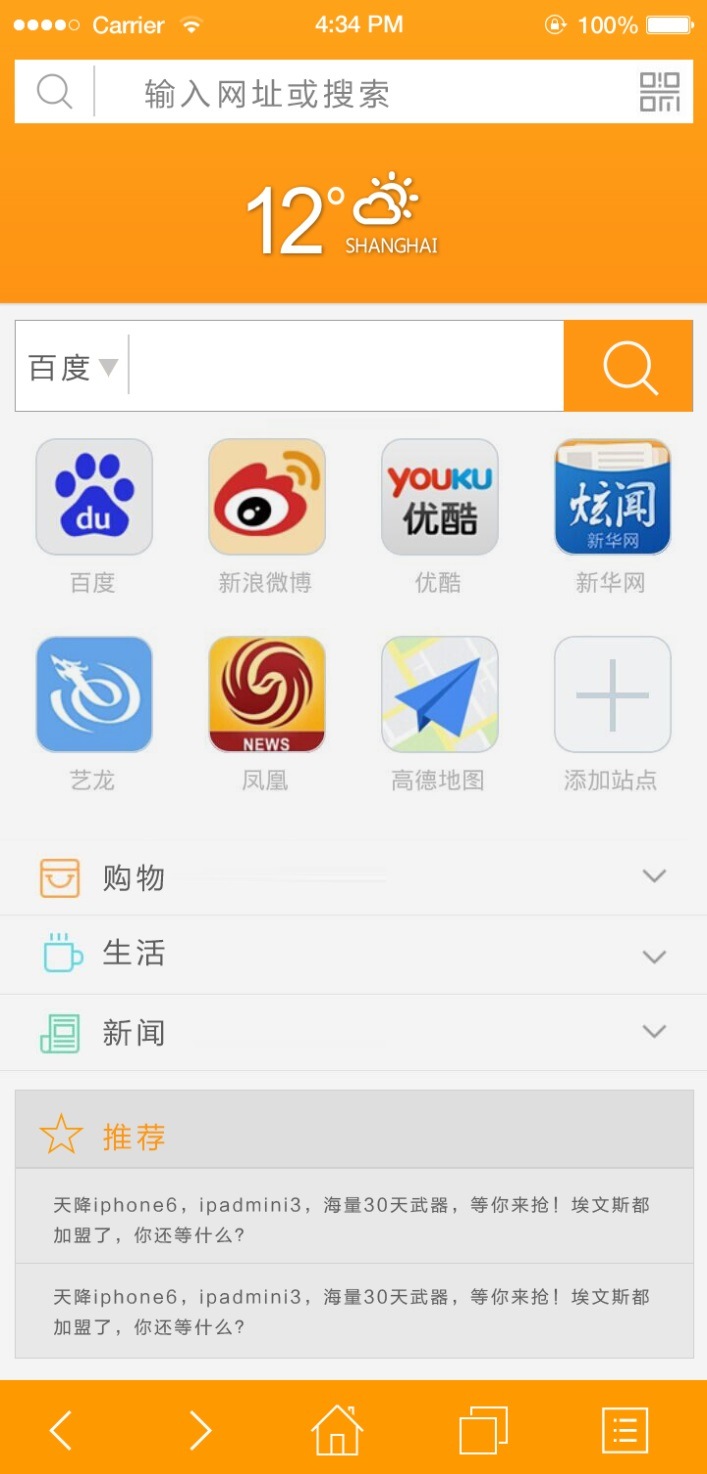 Carrier 4:34 PM 100%
输入网址或搜索
12°
SHANGHAI
百度
du
YOUKU
优酷
炫闻
新华网
百度 新浪微博 优酷 新华网
NEWS
艺龙 凤凰 高德地图 添加站点
购物
生活
新闻
推荐
天降iphone6，ipadmini3，海量30天武器，等你来抢！埃文斯都
加盟了，你还等什么？
天降iphone6，ipadmini3，海量30天武器，等你来抢！埃文斯都
加盟了，你还等什么？